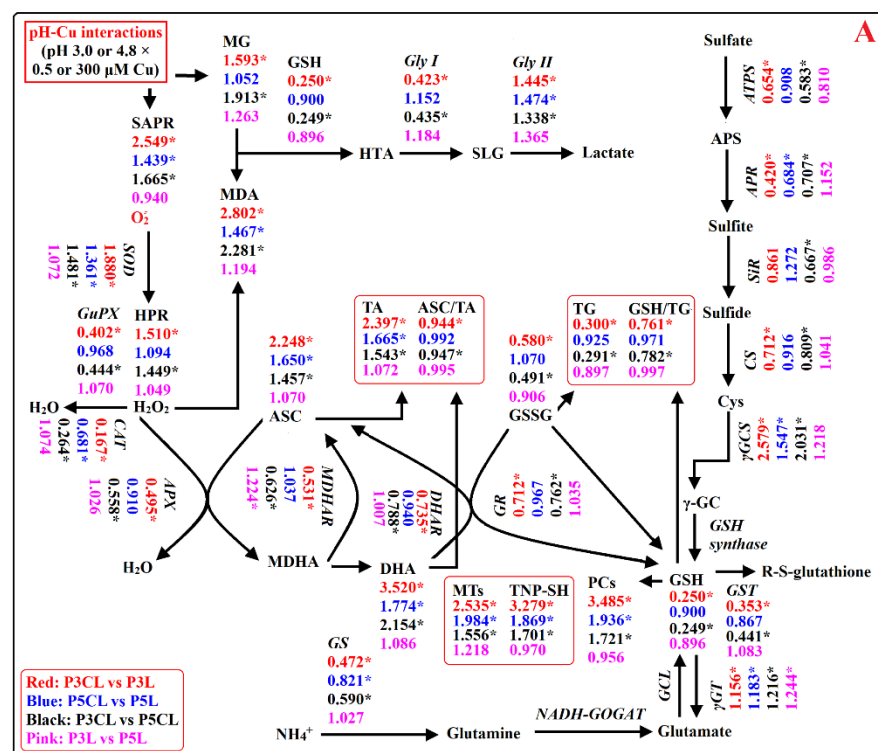 A
pH-Cu interactions
(pH 3.0 or 4.8 ×
0.5 or 300 μM Cu)
MG
1.593*
1.052
1.913*
1.263
GSH
0.250*
0.900
0.249*
0.896
Gly I
0.423*
1.152
0.435*
1.184
Gly II
1.445*
1.474*
1.338*
1.365
HTA
SLG
Lactate
SAPR
2.549*
1.439*
1.665*
0.940
O₂⁻
MDA
2.802*
1.467*
2.281*
1.194
SOD
1.880*
1.361*
1.481*
1.072
GuPX
0.402*
0.968
0.444*
1.070
HPR
1.510*
1.094
1.449*
1.049
H₂O
H₂O₂
CAT
0.167*
0.681*
0.264*
1.074
APX
0.495*
0.910
0.558*
1.026
H₂O
2.248*
1.650*
1.457*
1.070
ASC
TA ASC/TA
2.397* 0.944*
1.665* 0.992
1.543* 0.947*
1.072 0.995
MDHAR
0.531*
1.037
0.626*
1.224*
MDHA
DHAR
0.735*
0.940
0.788*
1.007
DHA
3.520*
1.774*
2.154*
1.086
0.580*
1.070
0.491*
0.906
GSSG
TG GSH/TG
0.300* 0.761*
0.925 0.971
0.291* 0.782*
0.897 0.997
GR
0.712*
0.967
0.762*
1.035
MTs TNP-SH
2.535* 3.279*
1.984* 1.869*
1.556* 1.701*
1.218 0.970
PCs
3.485*
1.936*
1.721*
0.956
GSH
0.250*
0.900
0.249*
0.896
R-S-glutathione
GST
0.353*
0.867
0.441*
1.083
Sulfate
ATPS
0.654*
0.908
0.583*
0.810
APS
APR
0.420*
0.684*
0.707*
1.152
Sulfite
SiR
0.861
1.272
0.667*
0.986
Sulfide
CS
0.712*
0.916
0.809*
1.041
Cys
γGCS
2.579*
1.547*
2.031*
1.218
γ-GC
GSH
synthase
GCL
γGT
1.156*
1.183*
1.216*
1.244*
GS
0.472*
0.821*
0.590*
1.027
NH₄⁺
Glutamine
NADH-GOGAT
Glutamate
Red: P3CL vs P3L
Blue: P5CL vs P5L
Black: P3CL vs P5CL
Pink: P3L vs P5L